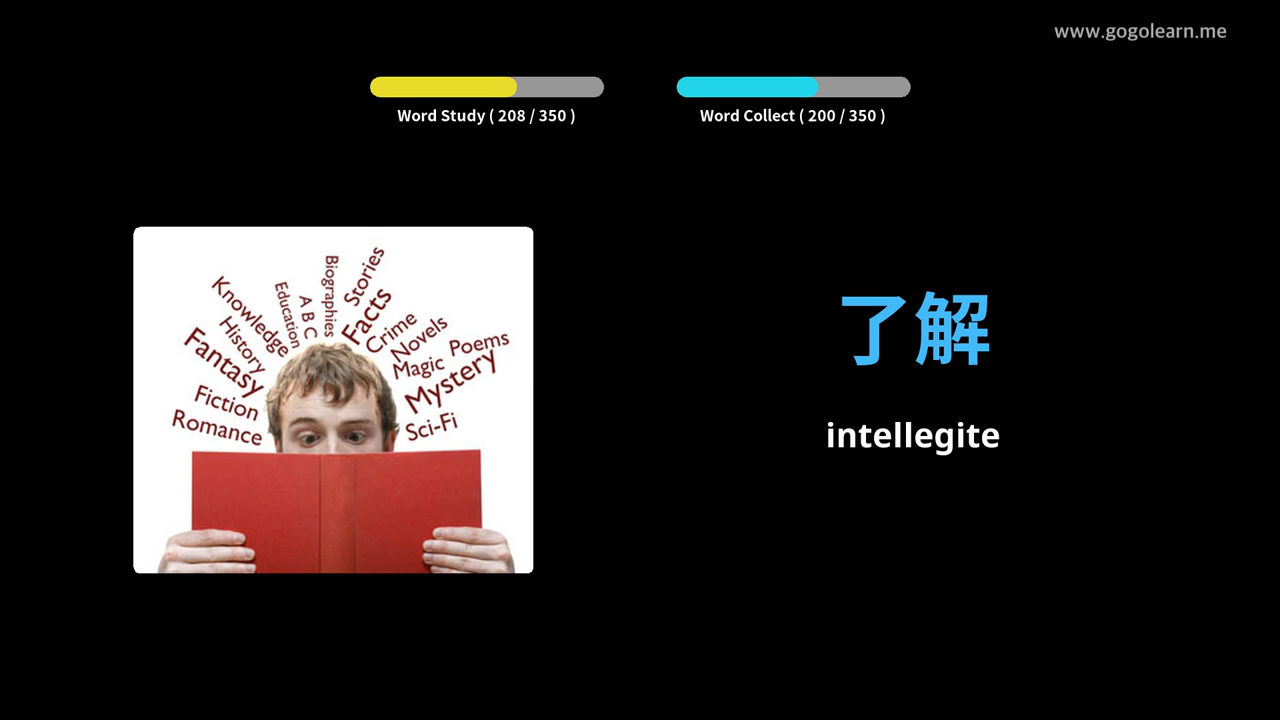 www.gogolearn.me
Word Study ( 208 / 350 )
Word Collect ( 200 / 350 )
Knowledge
History
Education
A B C
Biographies
Stories
Facts
Crime
Novels
Magic
Poems
Mystery
Sci-Fi
Fantasy
Fiction
Romance
了解
intellegite